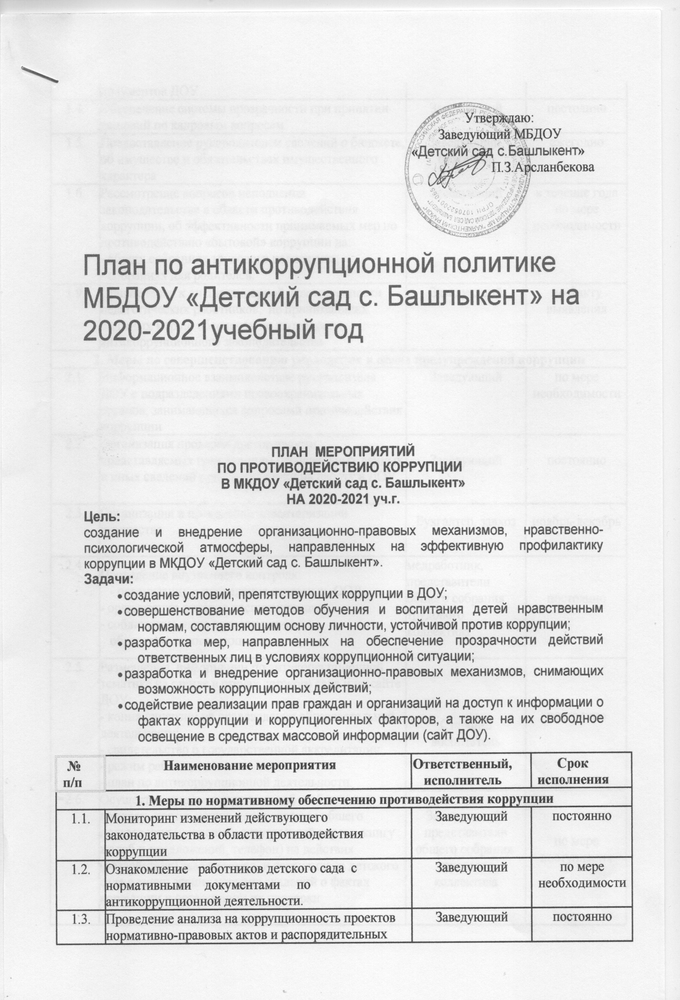 Утверждаю:
Заведующий МБДОУ
«Детский сад с.Башлыкент»
П.З.Арсланбекова
План по антикоррупционной политике
МБДОУ «Детский сад с. Башлыкент» на
2020-2021учебный год
ПЛАН МЕРОПРИЯТИЙ
ПО ПРОТИВОДЕЙСТВИЮ КОРРУПЦИИ
В МКДОУ «Детский сад с. Башлыкент»
НА 2020-2021 уч.г.
Цель:
создание и внедрение организационно-правовых механизмов, нравственно-
психологической атмосферы, направленных на эффективную профилактику
коррупции в МКДОУ «Детский сад с. Башлыкент».
Задачи:
•создание условий, препятствующих коррупции в ДОУ;
•совершенствование методов обучения и воспитания детей нравственным
нормам, составляющим основу личности, устойчивой против коррупции;
•разработка мер, направленных на обеспечение прозрачности действий
ответственных лиц в условиях коррупционной ситуации;
•разработка и внедрение организационно-правовых механизмов, снимающих
возможность коррупционных действий;
•содействие реализации прав граждан и организаций на доступ к информации о
фактах коррупции и коррупциогенных факторов, а также на их свободное
освещение в средствах массовой информации (сайт ДОУ).
№ Наименование мероприятия Ответственный, Срок
п/п исполнитель исполнения
1. Меры по нормативному обеспечению противодействия коррупции
1.1. Мониторинг изменений действующего Заведующий постоянно
законодательства в области противодействия
коррупции
1.2. Ознакомление работников детского сада с Заведующий по мере
нормативными документами по необходимости
антикоррупционной деятельности.
1.3. Проведение анализа на коррупционность проектов Заведующий постоянно
нормативно-правовых актов и распорядительных